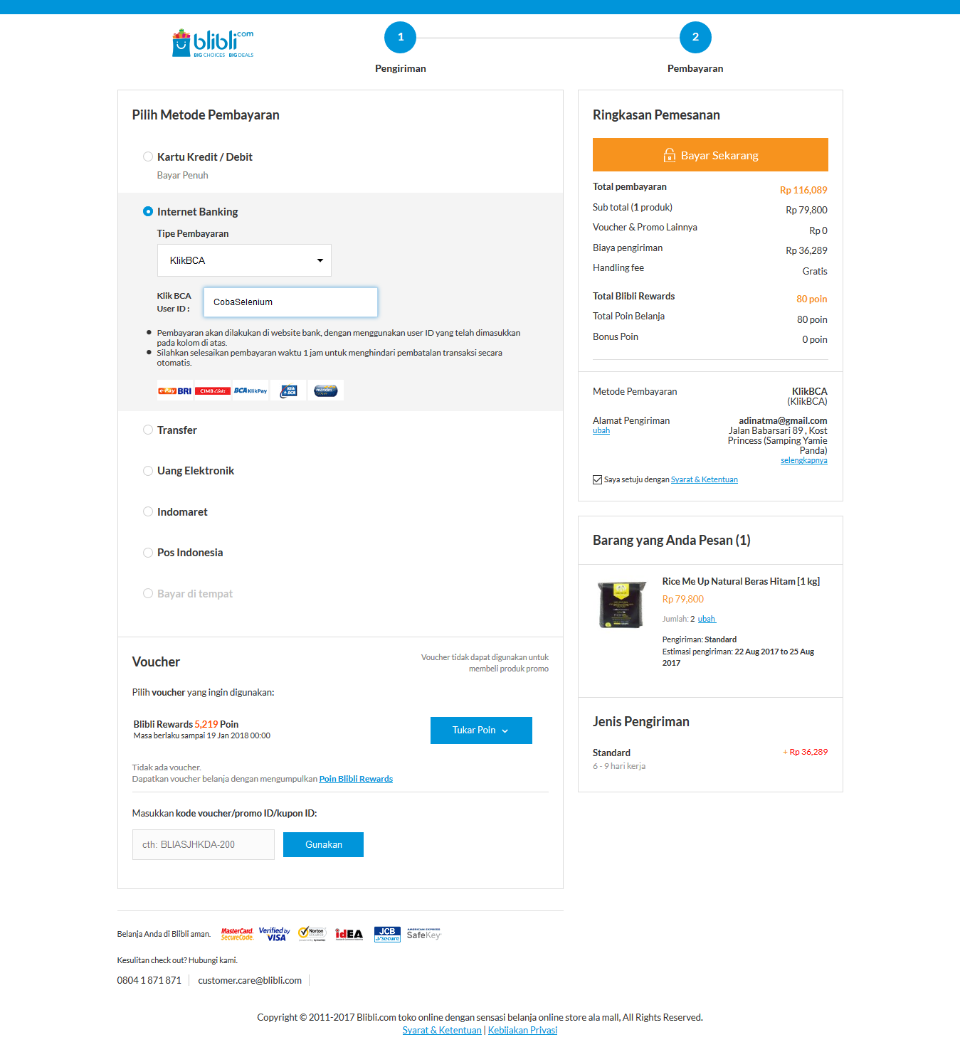 blibli.com
BIG CHOICES BIG DEALS
1
Pengiriman
2
Pembayaran
Pilih Metode Pembayaran
Kartu Kredit / Debit
Bayar Penuh
Internet Banking
Tipe Pembayaran
KlikBCA
Klik BCA
User ID :
CobaSelenium
Pembayaran akan dilakukan di website bank, dengan menggunakan user ID yang telah dimasukkan
pada kolom di atas.
Silahkan selesaikan pembayaran waktu 1 jam untuk menghindari pembatalan transaksi secara
otomatis.
e-Pay BRI CIMB Clicks BCA KlikPay
Transfer
Uang Elektronik
Indomaret
Pos Indonesia
Bayar di tempat
Voucher
Voucher tidak dapat digunakan untuk
membeli produk promo
Pilih voucher yang ingin digunakan:
Blibli Rewards 5,219 Poin
Masa berlaku sampai 19 Jan 2018 00:00
Tukar Poin
Tidak ada voucher.
Dapatkan voucher belanja dengan mengumpulkan Poin Blibli Rewards
Masukkan kode voucher/promo ID/kupon ID:
cth: BLIASJHKDA-200
Gunakan
Ringkasan Pemesanan
Bayar Sekarang
Total pembayaran Rp 116,089
Sub total (1 produk) Rp 79,800
Voucher & Promo Lainnya Rp 0
Biaya pengiriman Rp 36,289
Handling fee Gratis
Total Blibli Rewards 80 poin
Total Poin Belanja 80 poin
Bonus Poin 0 poin
Metode Pembayaran KlikBCA
(KlikBCA)
Alamat Pengiriman adinatma@gmail.com
ubah Jalan Babarsari 89 , Kost
Princess (Samping Yamie
Panda)
selengkapnya
Saya setuju dengan Syarat & Ketentuan
Barang yang Anda Pesan (1)
Rice Me Up Natural Beras Hitam [1 kg]
Rp 79,800
Jumlah: 2 ubah
Pengiriman: Standard
Estimasi pengiriman: 22 Aug 2017 to 25 Aug
2017
Jenis Pengiriman
Standard + Rp 36,289
6 - 9 hari kerja
Belanja Anda di Blibli aman. MasterCard. SecureCode. Verified by VISA Norton idEA JCB J/Secure SafeKey
Kesulitan check out? Hubungi kami.
0804 1 871 871 customer.care@blibli.com
Copyright © 2011-2017 Blibli.com toko online dengan sensasi belanja online store ala mall, All Rights Reserved.
Syarat & Ketentuan | Kebijakan Privasi